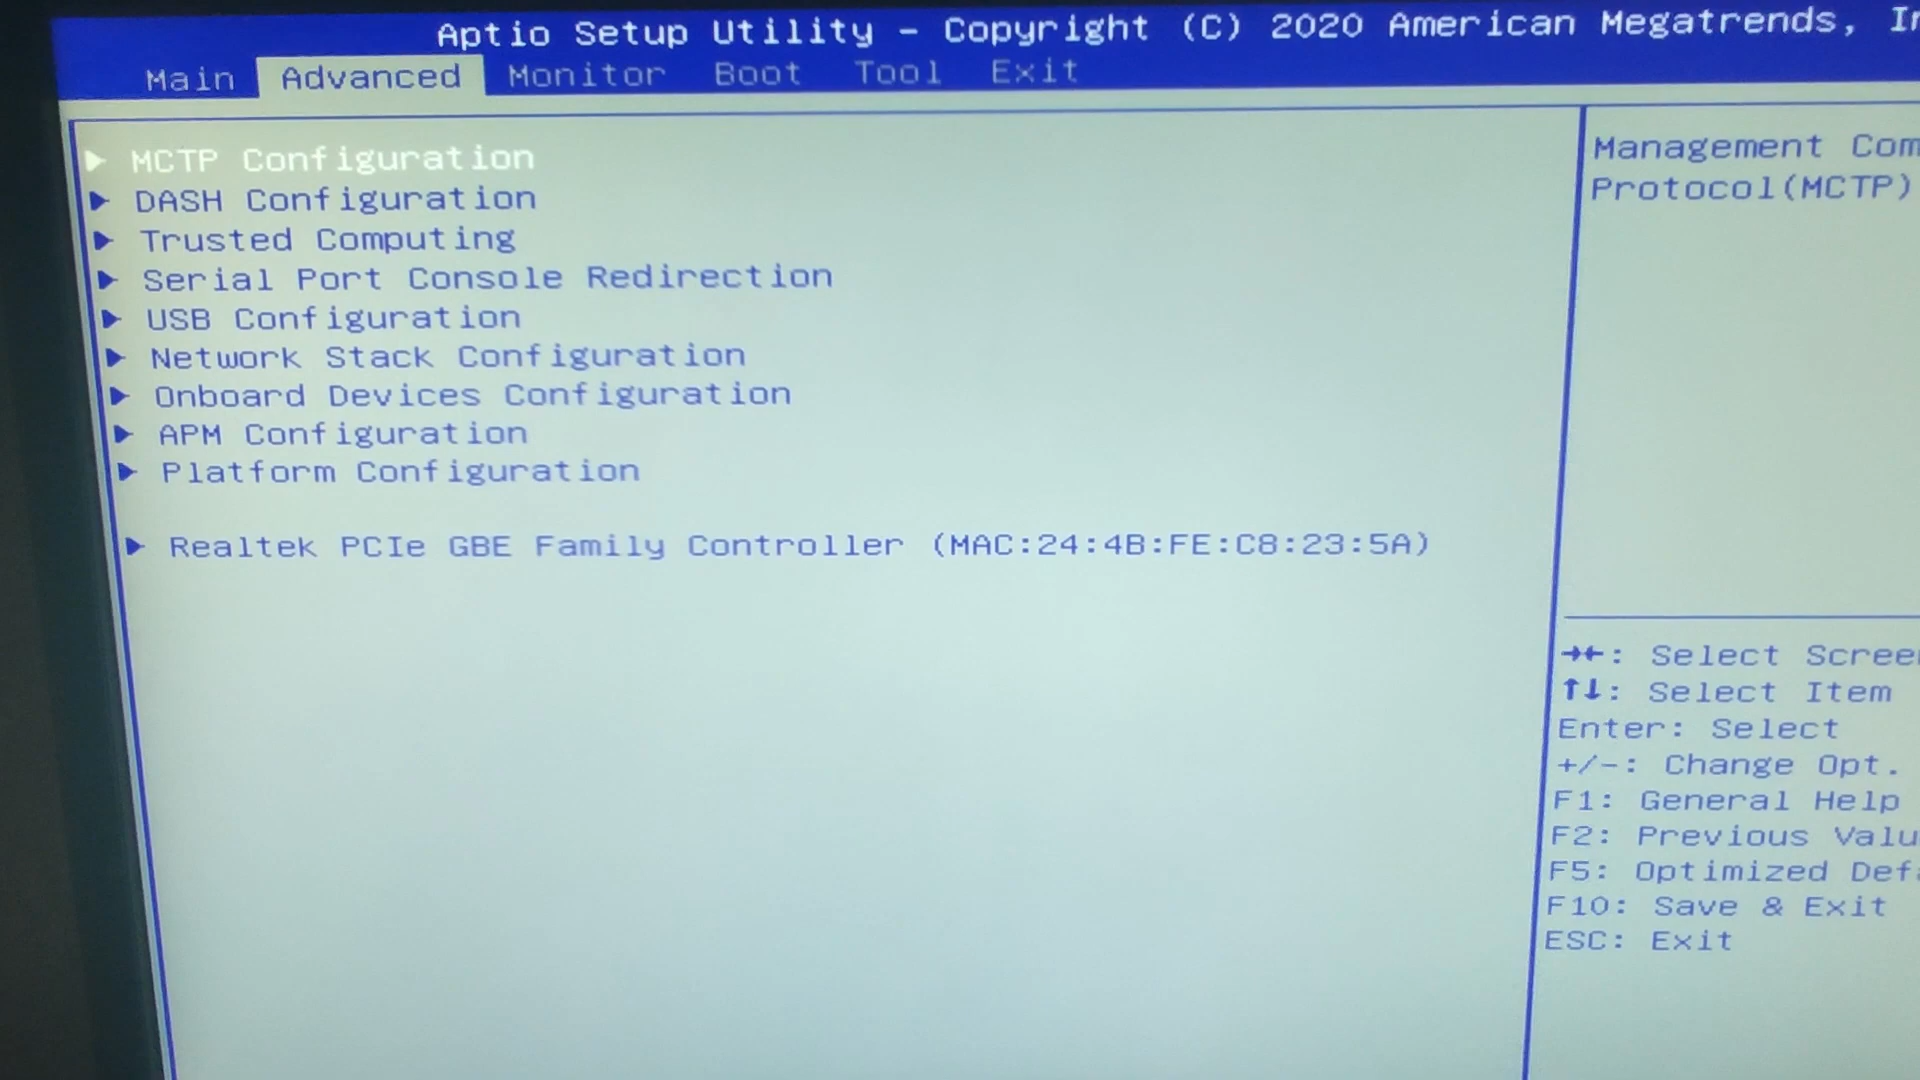 Aptio Setup Utility - Copyright (C) 2020 American Megatrends,
Main Advanced Monitor Boot Tool Exit
MCTP Configuration
DASH Configuration
Trusted Computing
Serial Port Console Redirection
USB Configuration
Network Stack Configuration
Onboard Devices Configuration
APM Configuration
Platform Configuration
Realtek PCIe GBE Family Controller (MAC:24:4B:FE:C8:23:5A)
Management
Protocol(MCTP)
→←: Select
↑↓: Select Item
Enter: Select
+/-: Change Opt.
F1: General Help
F2: Previous
F5: Optimized
F10: Save & Exit
ESC: Exit